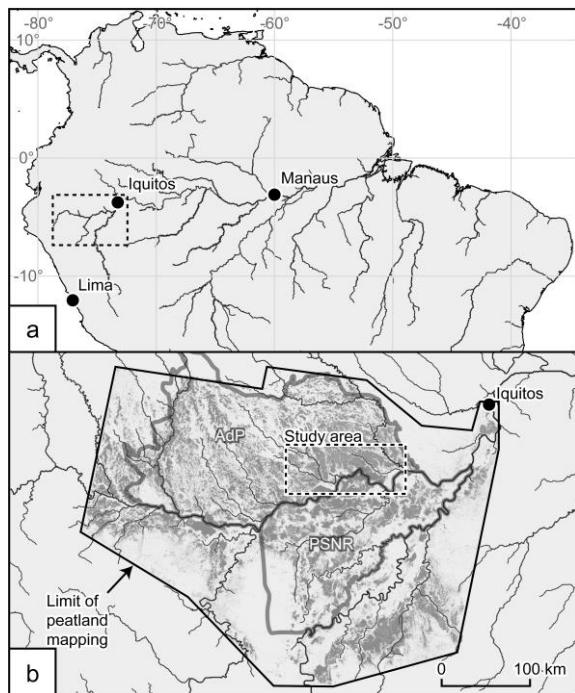 -80° -70° -60° -50° -40°
10°
0°
Iquitos
Manaus
-10°
Lima
a
Iquitos
AdP
Study area
PSNR
Limit of
peatland
mapping
b
0 100 km